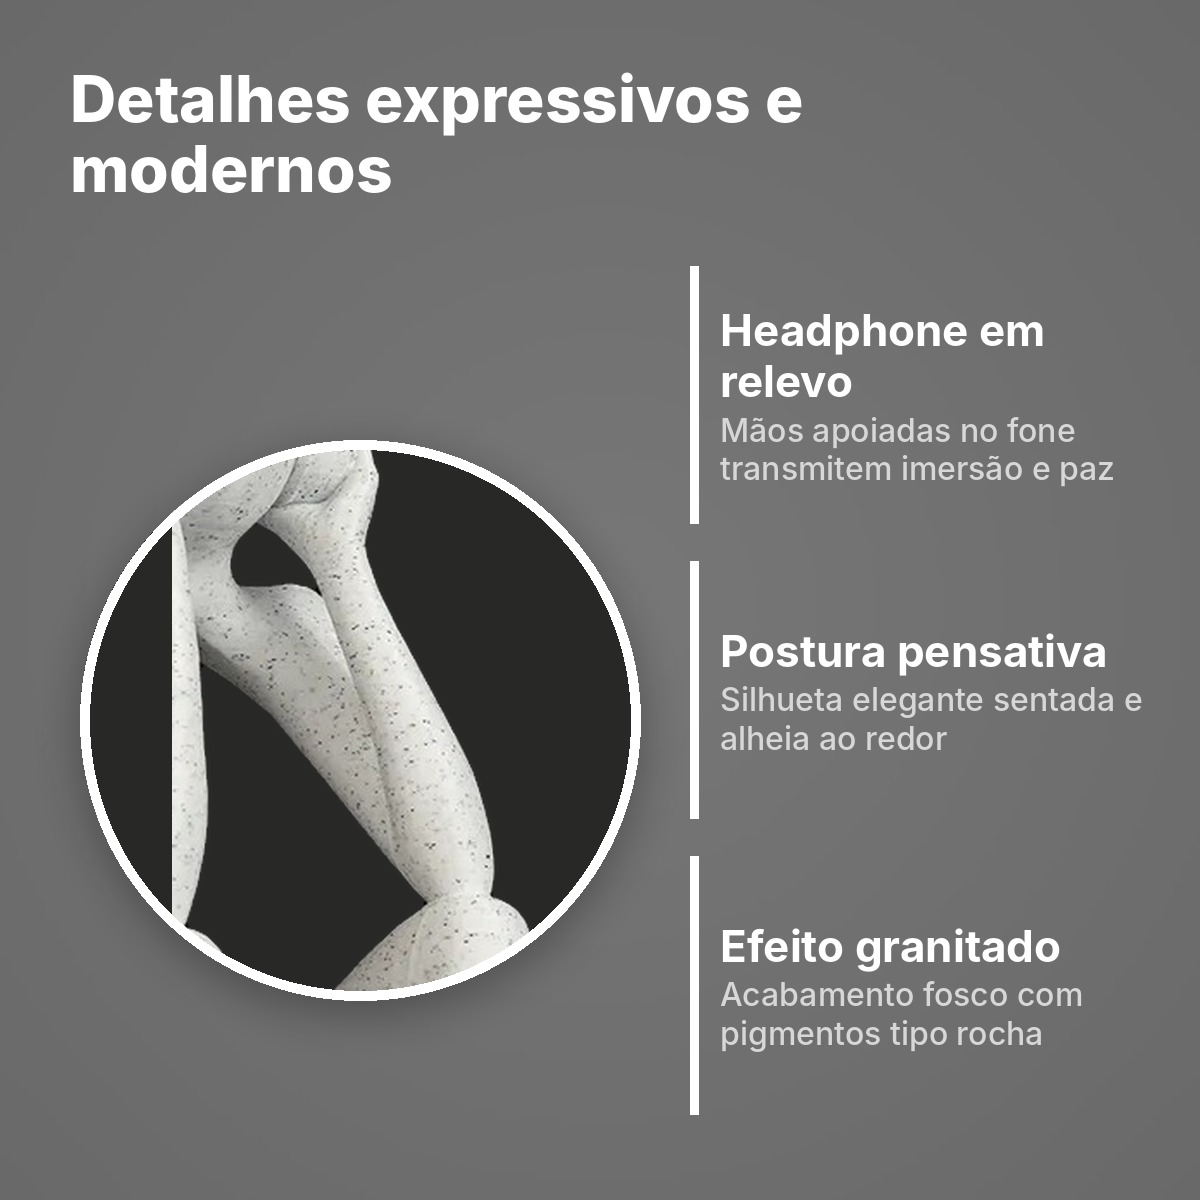 Detalhes expressivos e
modernos
Headphone em
relevo
Mãos apoiadas no fone
transmitem imersão e paz
Postura pensativa
Silhueta elegante sentada e
alheia ao redor
Efeito granitado
Acabamento fosco com
pigmentos tipo rocha